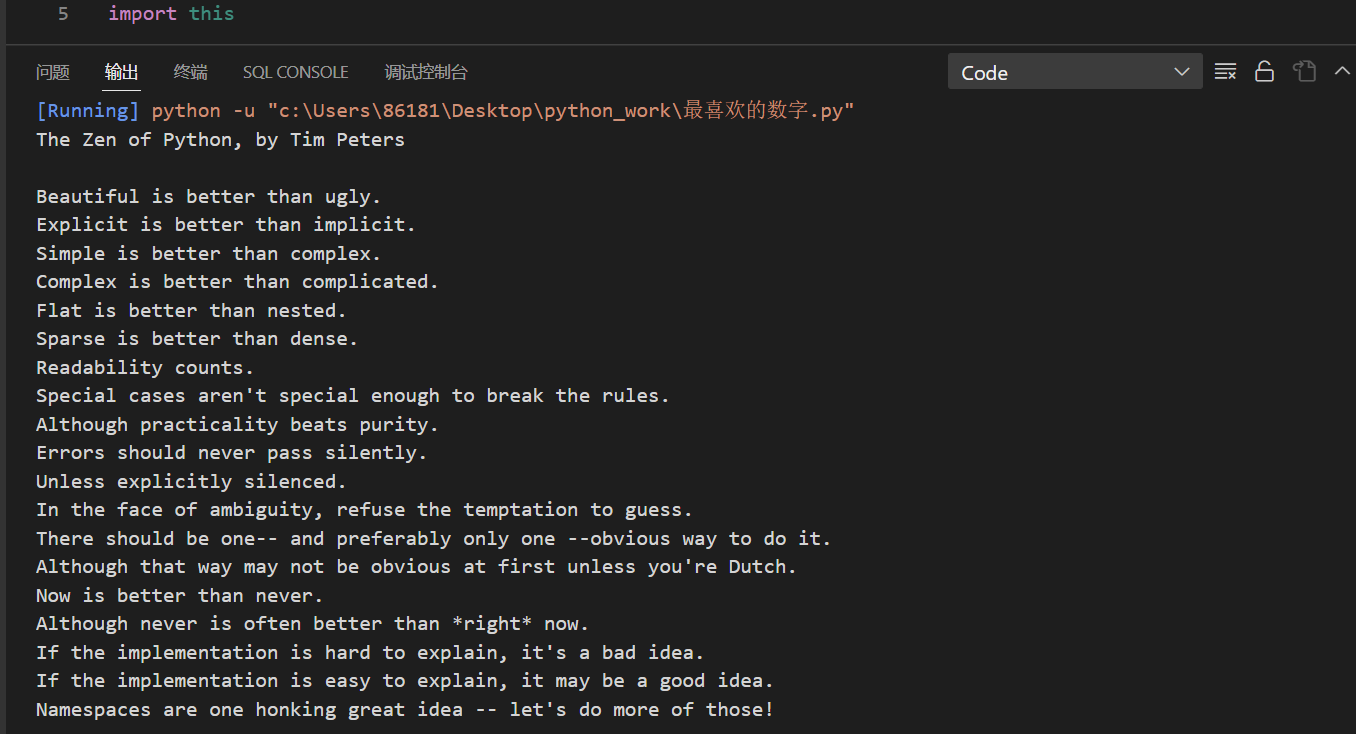 5 import this
问题 输出 终端 SQL CONSOLE 调试控制台 Code
[Running] python -u "c:\Users\86181\Desktop\python_work\最喜欢的数字.py"
The Zen of Python, by Tim Peters
Beautiful is better than ugly.
Explicit is better than implicit.
Simple is better than complex.
Complex is better than complicated.
Flat is better than nested.
Sparse is better than dense.
Readability counts.
Special cases aren't special enough to break the rules.
Although practicality beats purity.
Errors should never pass silently.
Unless explicitly silenced.
In the face of ambiguity, refuse the temptation to guess.
There should be one-- and preferably only one --obvious way to do it.
Although that way may not be obvious at first unless you're Dutch.
Now is better than never.
Although never is often better than *right* now.
If the implementation is hard to explain, it's a bad idea.
If the implementation is easy to explain, it may be a good idea.
Namespaces are one honking great idea -- let's do more of those!